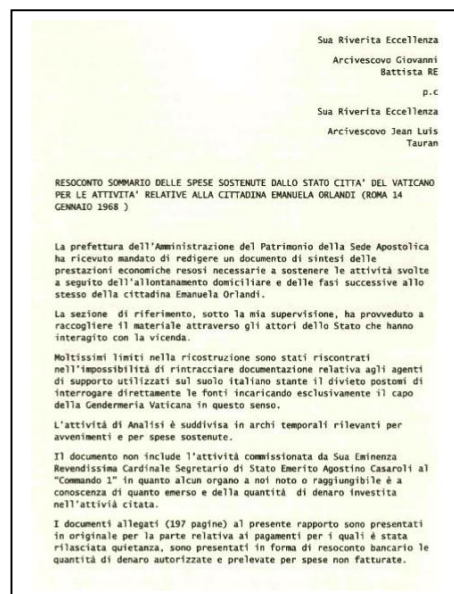 Sua Riverita Eccellenza
Arcivescovo Giovanni
Battista RE
p.c
Sua Riverita Eccellenza
Arcivescovo Jean Luis
Tauran
RESOCONTO SOMMARIO DELLE SPESE SOSTENUTE DALLO STATO CITTA' DEL VATICANO
PER LE ATTIVITA' RELATIVE ALLA CITTADINA EMANUELA ORLANDI (ROMA 14
GENNAIO 1968 )
La prefettura dell'Amministrazione del Patrimonio della Sede Apostolica
ha ricevuto mandato di redigere un documento di sintesi delle
prestazioni economiche resosi necessarie a sostenere le attività svolte
a seguito dell'allontanamento domiciliare e delle fasi successive allo
stesso della cittadina Emanuela Orlandi.
La sezione di riferimento, sotto la mia supervisione, ha provveduto a
raccogliere il materiale attraverso gli attori dello Stato che hanno
interagito con la vicenda.
Moltissimi limiti nella ricostruzione sono stati riscontrati
nell'impossibilità di rintracciare documentazione relativa agli agenti
di supporto utilizzati sul suolo italiano stante il divieto postomi di
interrogare direttamente le fonti incaricando esclusivamente il capo
della Gendermeria Vaticana in questo senso.
L'attività di Analisi è suddivisa in archi temporali rilevanti per
avvenimenti e per spese sostenute.
Il documento non include l'attività commissionata da Sua Eminenza
Revendissima Cardinale Segretario di Stato Emerito Agostino Casaroli al
"Commando 1" in quanto alcun organo a noi noto o raggiungibile è a
conoscenza di quanto emerso e della quantità di denaro investita
nell'attivià citata.
I documenti allegati (197 pagine) al presente rapporto sono presentati
in originale per la parte relativa ai pagamenti per i quali è stata
rilasciata quietanza, sono presentati in forma di resoconto bancario le
quantità di denaro autorizzate e prelevate per spese non fatturate.